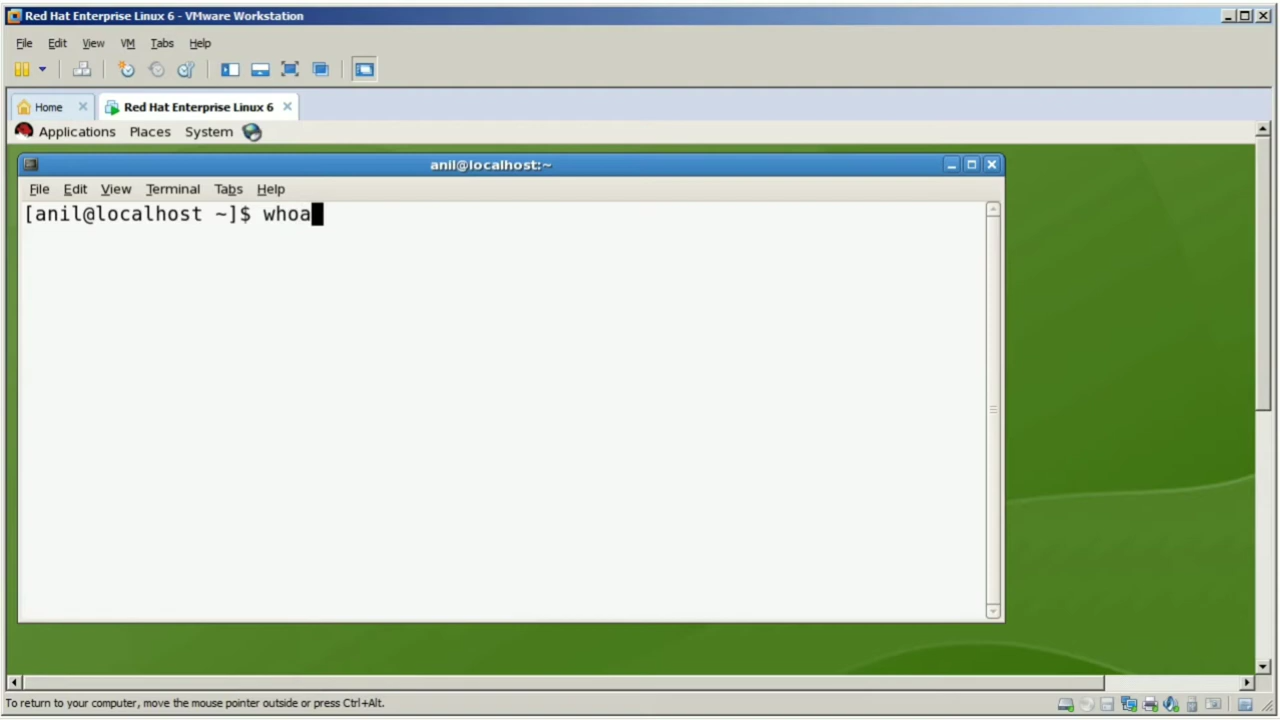 Red Hat Enterprise Linux 6 - VMware Workstation
File Edit View VM Tabs Help
Home Red Hat Enterprise Linux 6
Applications Places System
anil@localhost:~
File Edit View Terminal Tabs Help
[anil@localhost ~]$ whoa
To return to your computer, move the mouse pointer outside or press Ctrl+Alt.